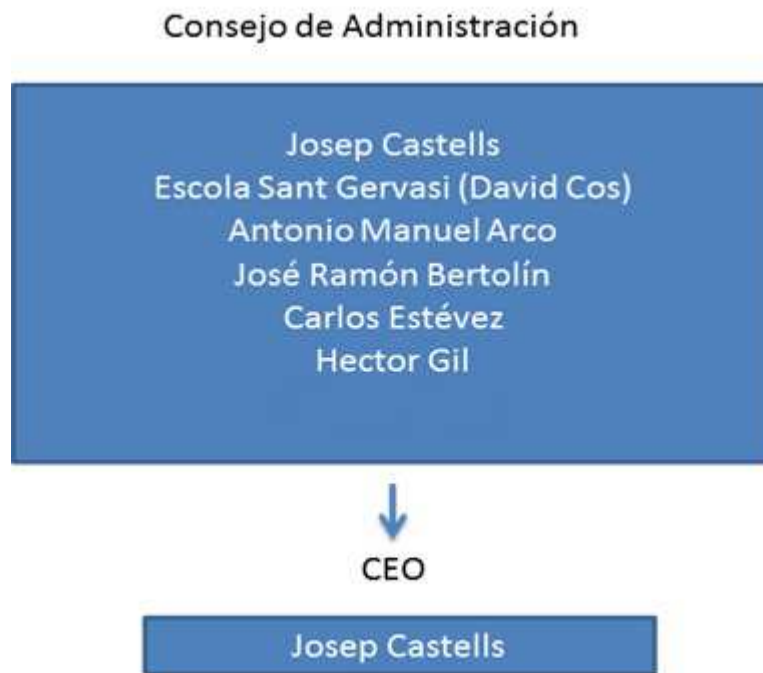 Consejo de Administración
Josep Castells
Escola Sant Gervasi (David Cos)
Antonio Manuel Arco
José Ramón Bertolín
Carlos Estévez
Hector Gil
CEO
Josep Castells